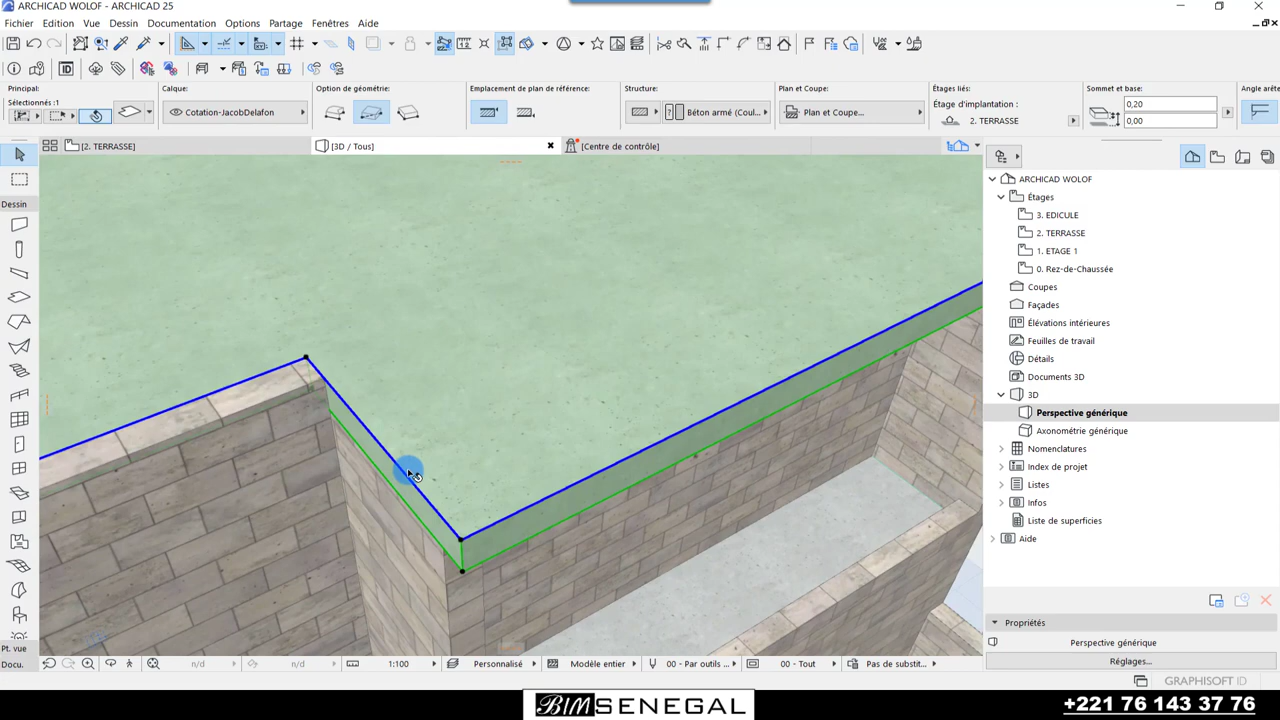 ARCHICAD WOLOF - ARCHICAD 25
Fichier Edition Vue Dessin Documentation Options Partage Fenêtres Aide
Principal: Calque: Option de géométrie: Emplacement de plan de référence: Structure: Plan et Coupe: Étages liés: Sommet et base: Angle arête
Sélectionnés :1
Cotation-JacobDelafon
Béton armé (Coul...
Plan et Coupe...
Étage d'implantation :
2. TERRASSE
0,20
0,00
[2. TERRASSE]
[3D / Tous]
[Centre de contrôle]
Dessin
Pt. vue
Docu.
ARCHICAD WOLOF
Étages
3. EDICULE
2. TERRASSE
1. ETAGE 1
0. Rez-de-Chaussée
Coupes
Façades
Élévations intérieures
Feuilles de travail
Détails
Documents 3D
3D
Perspective générique
Axonométrie générique
Nomenclatures
Index de projet
Listes
Infos
Liste de superficies
Aide
Propriétés
Perspective générique
Réglages...
n/d n/d 1:100 Personnalisé Modèle entier 00 - Par outils ... 00 - Tout Pas de substit...
GRAPHISOFT ID
BIMSENEGAL
+221 76 143 37 76